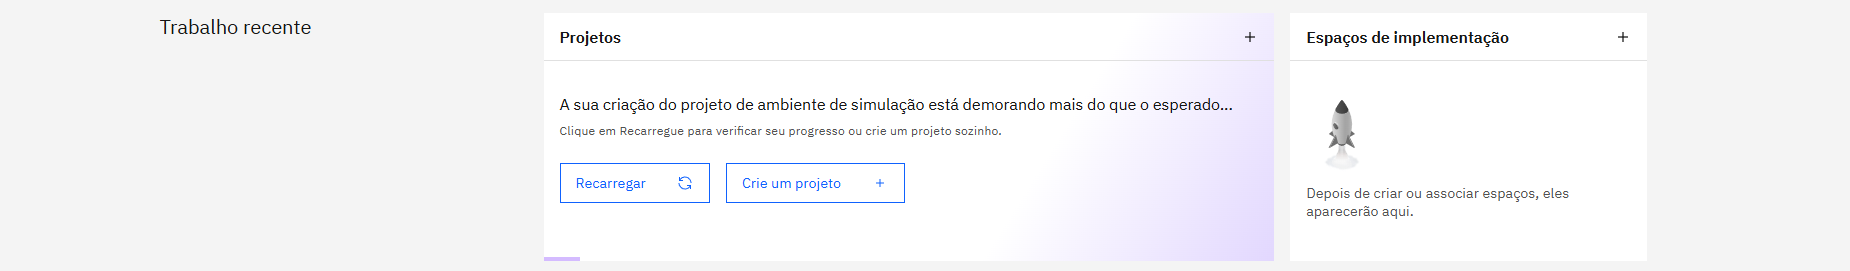 Trabalho recente
Projetos
A sua criação do projeto de ambiente de simulação está demorando mais do que o esperado...
Clique em Recarregue para verificar seu progresso ou crie um projeto sozinho.
Recarregar
Crie um projeto
Espaços de implementação
Depois de criar ou associar espaços, eles
aparecerão aqui.